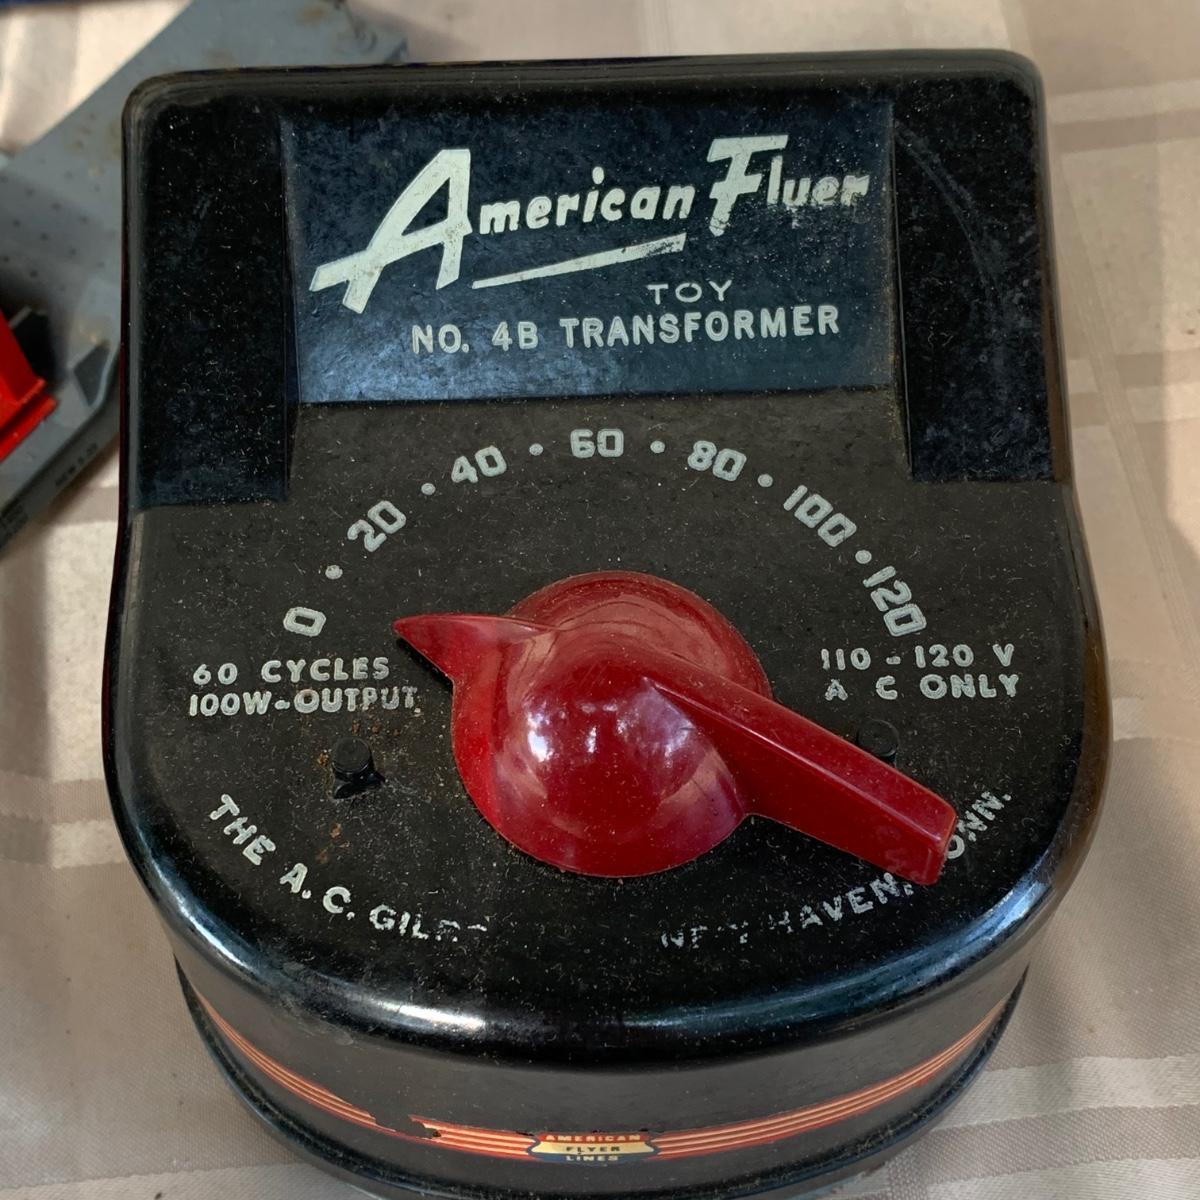 American Flyer
TOY
NO. 4B TRANSFORMER
0 · 20 · 40 · 60 · 80 · 100 · 120
60 CYCLES
100W-OUTPUT
110-120 V
A C ONLY
THE A.C.
HAVEN,
AMERICAN
FLYER
LINES